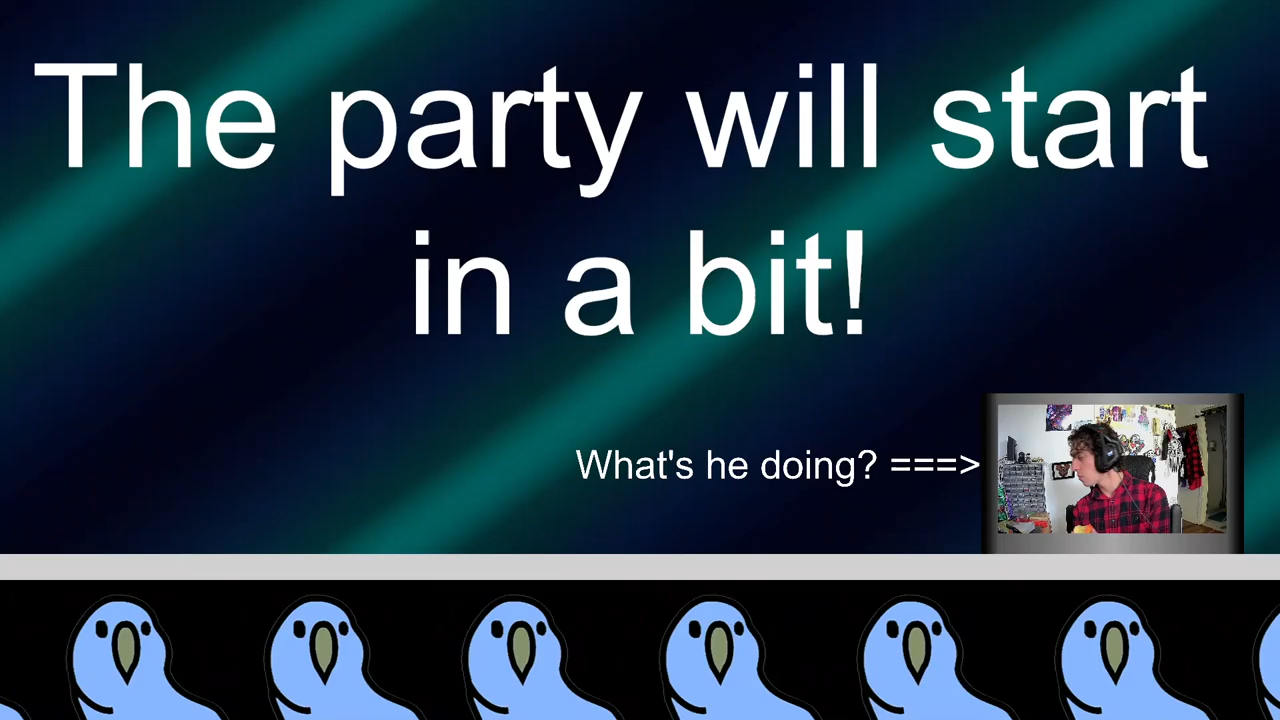 The party will start
in a bit!
What's he doing? ===>